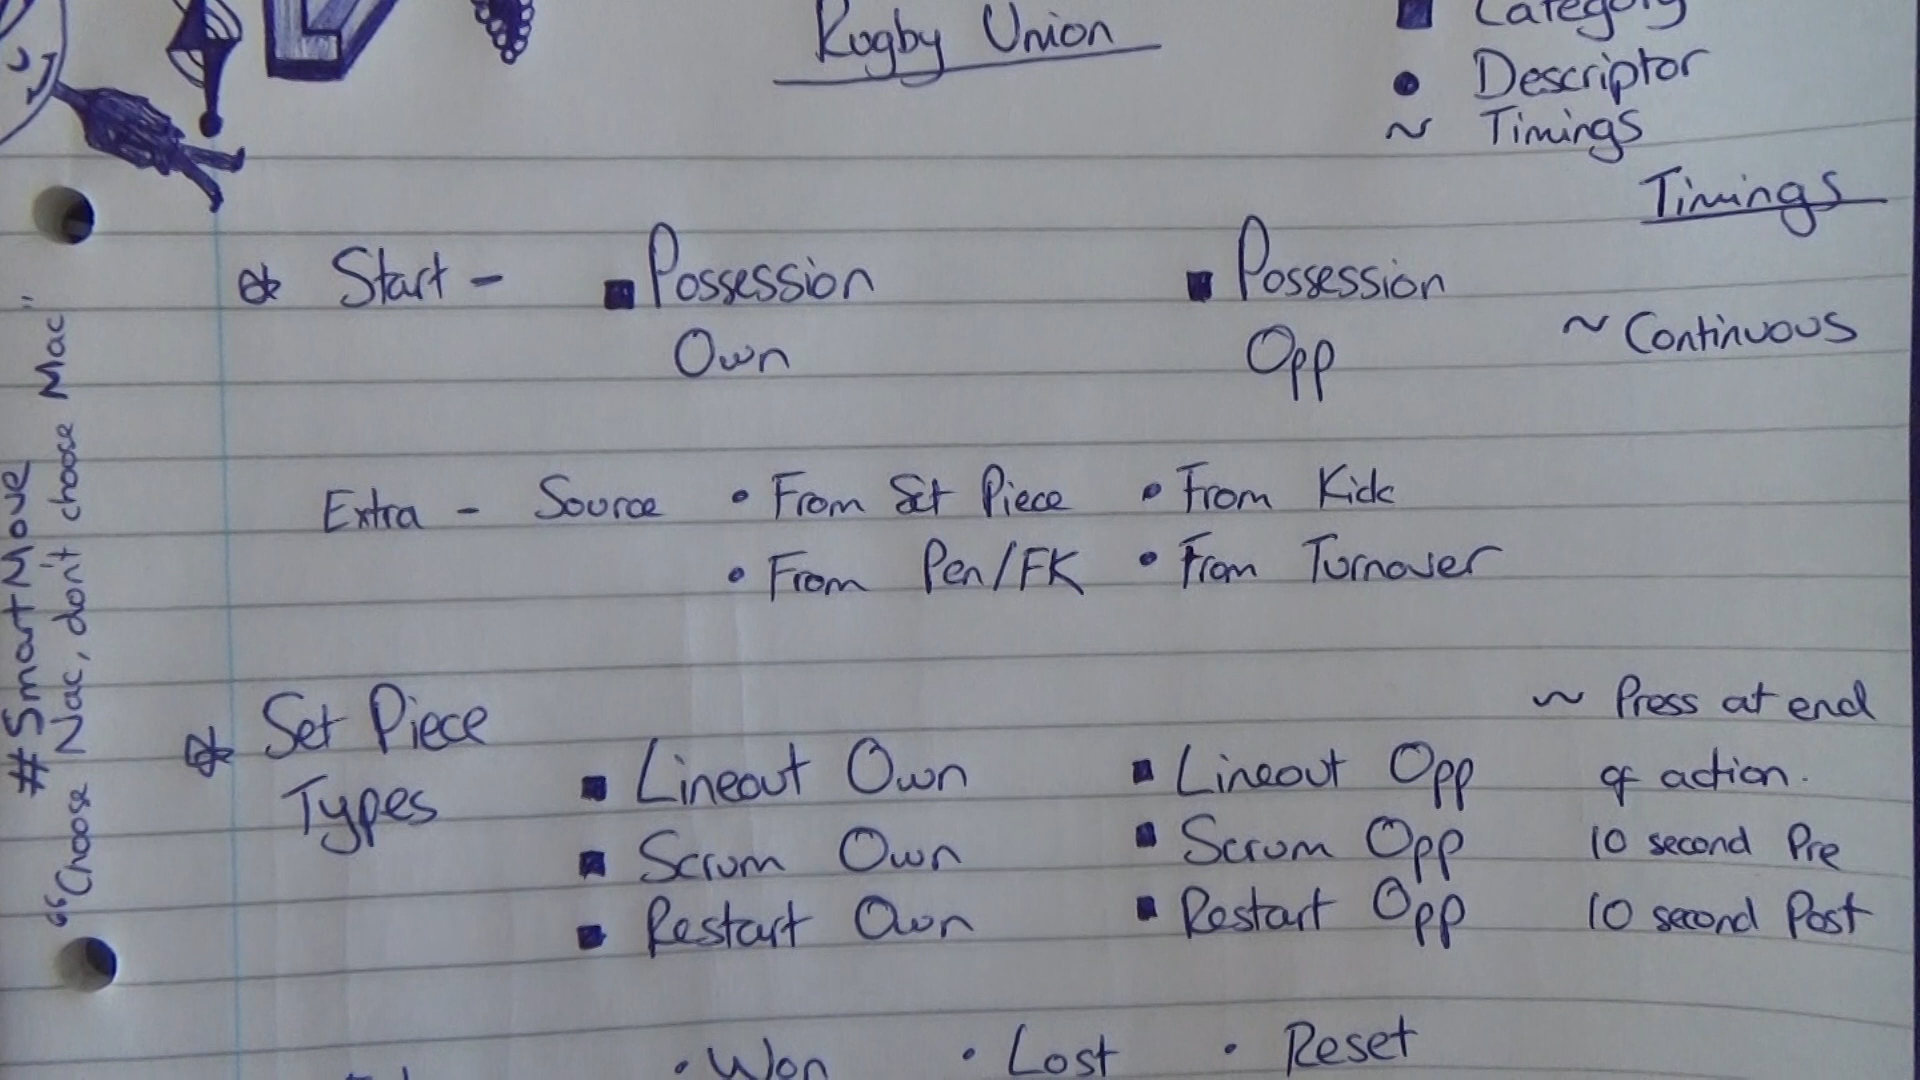 Rugby Union
■ Category
● Descriptor
~ Timings
Timings
Start - ■ Possession Own ■ Possession Opp ~ Continuous
Extra - Source • From Set Piece • From Kick
• From Pen/FK • From Turnover
Set Piece Types ~ Press at end
■ Lineout Own ■ Lineout Opp of action.
■ Scrum Own ■ Scrum Opp 10 second Pre
■ Restart Own ■ Restart Opp 10 second Post
• Won • Lost • Reset
#SmartMove
"Choose Nac, don't choose Mac"